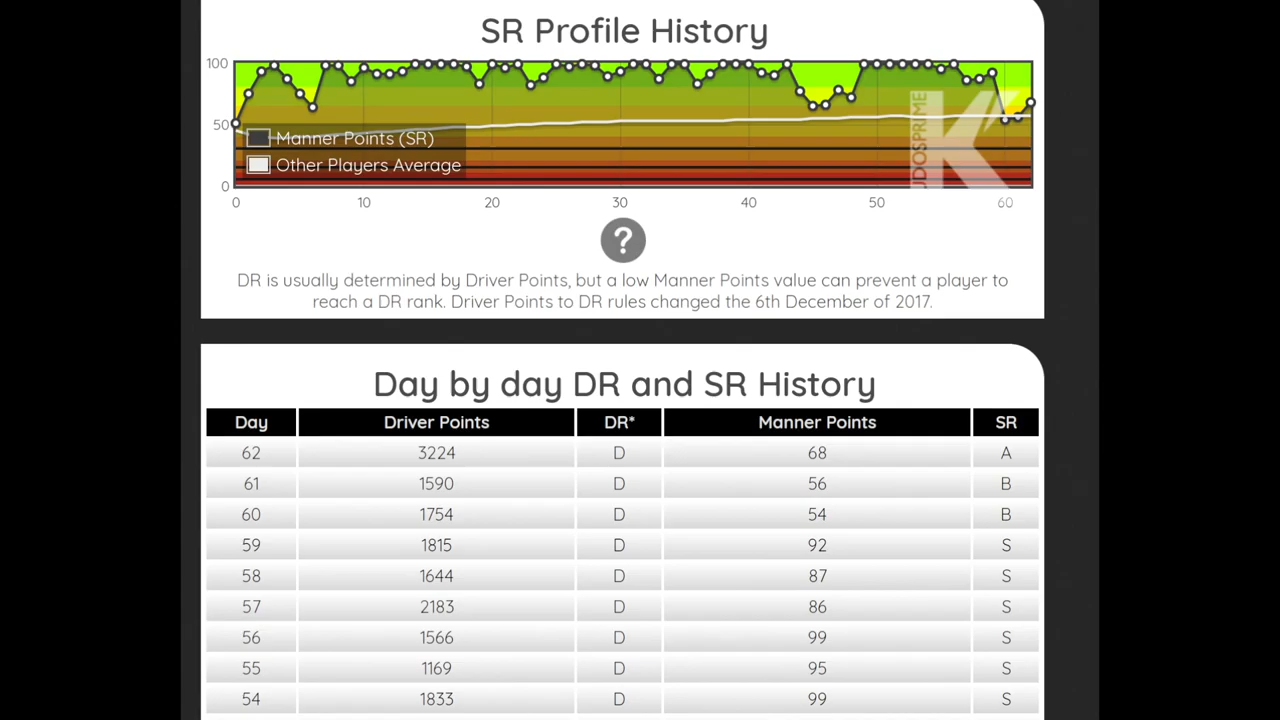 SR Profile History
100
50
0
Manner Points (SR)
Other Players Average
UDOSPRIME
K
0 10 20 30 40 50 60
?
DR is usually determined by Driver Points, but a low Manner Points value can prevent a player to
reach a DR rank. Driver Points to DR rules changed the 6th December of 2017.
Day by day DR and SR History
Day Driver Points DR* Manner Points SR
62 3224 D 68 A
61 1590 D 56 B
60 1754 D 54 B
59 1815 D 92 S
58 1644 D 87 S
57 2183 D 86 S
56 1566 D 99 S
55 1169 D 95 S
54 1833 D 99 S